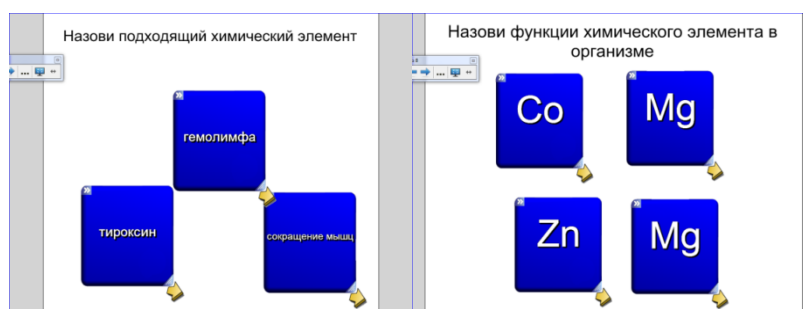 Назови подходящий химический элемент
гемолимфа
тироксин
сокращение мышц
Назови функции химического элемента в
организме
Co
Mg
Zn
Mg